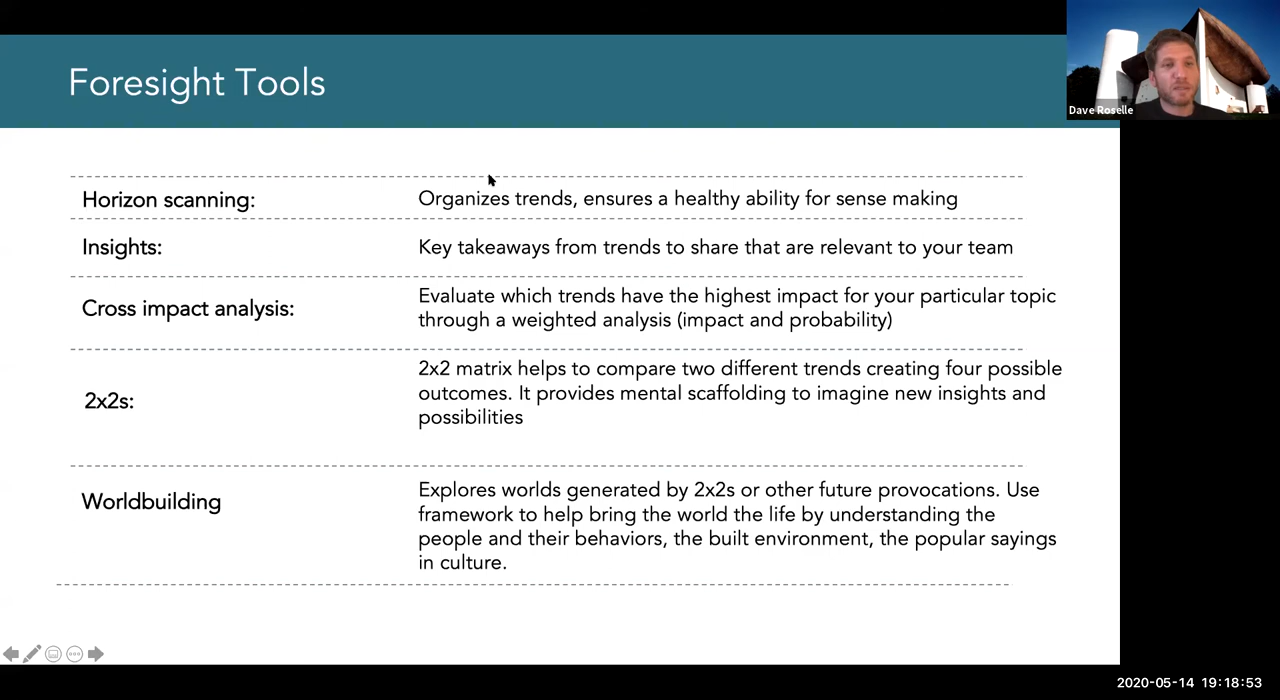 Foresight Tools
Dave Roselle
Horizon scanning:
Organizes trends, ensures a healthy ability for sense making
Insights:
Key takeaways from trends to share that are relevant to your team
Cross impact analysis:
Evaluate which trends have the highest impact for your particular topic
through a weighted analysis (impact and probability)
2x2s:
2x2 matrix helps to compare two different trends creating four possible
outcomes. It provides mental scaffolding to imagine new insights and
possibilities
Worldbuilding
Explores worlds generated by 2x2s or other future provocations. Use
framework to help bring the world the life by understanding the
people and their behaviors, the built environment, the popular sayings
in culture.
2020-05-14 19:18:53